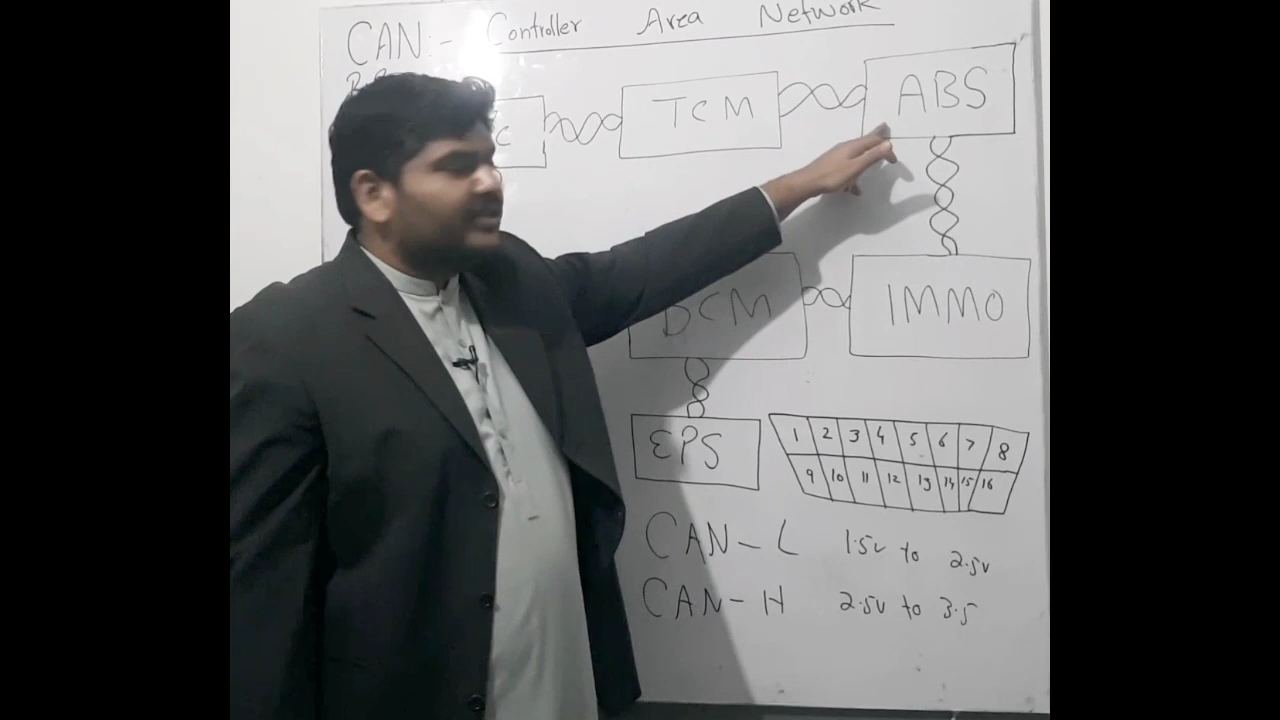 CAN:- Controller Area Network
TCM ABS
BCM IMMO
EPS
1 2 3 4 5 6 7 8
9 10 11 12 13 14 15 16
CAN-L 1.5v to 2.5v
CAN-H 2.5v to 3.5